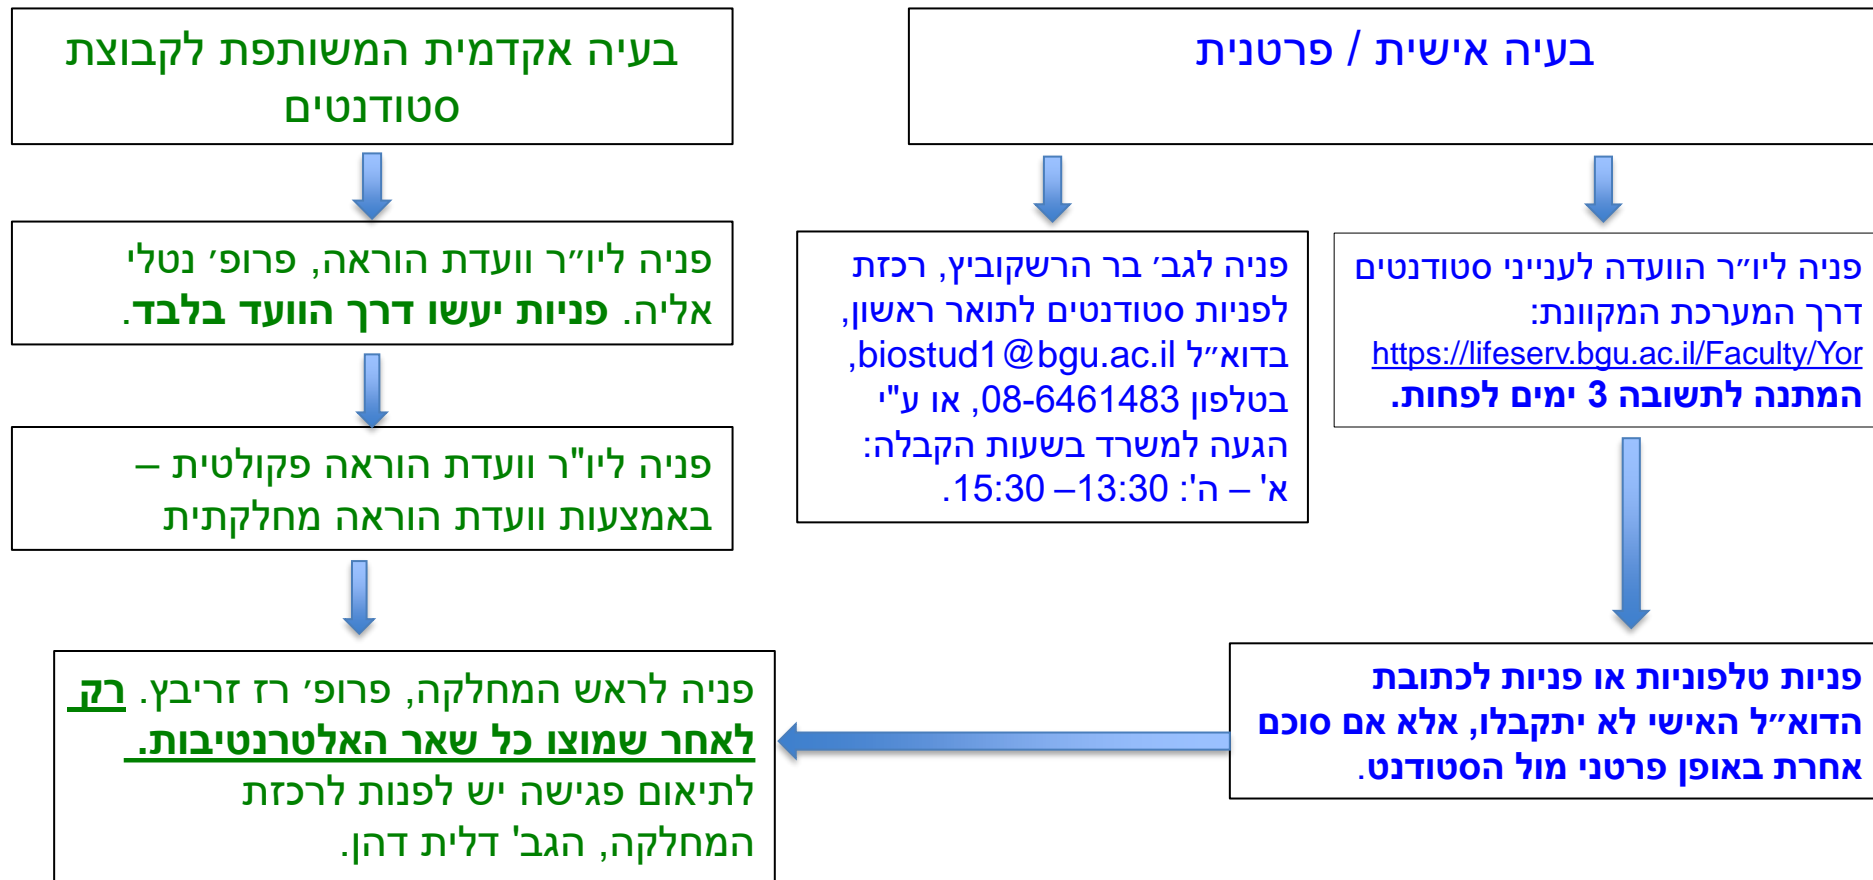 בעיה אישית / פרטנית
פניה ליו״ר הוועדה לענייני סטודנטים
דרך המערכת המקוונת:
https://lifeserv.bgu.ac.il/Faculty/Yor
המתנה לתשובה 3 ימים לפחות.
פניה לגב׳ בר הרשקוביץ, רכזת
לפניות סטודנטים לתואר ראשון,
בדוא״ל biostud1@bgu.ac.il,
בטלפון 08-6461483, או ע"י
הגעה למשרד בשעות הקבלה:
א' – ה': 13:30– 15:30.
פניות טלפוניות או פניות לכתובת
הדוא״ל האישי לא יתקבלו, אלא אם סוכם
אחרת באופן פרטני מול הסטודנט.
בעיה אקדמית המשותפת לקבוצת
סטודנטים
פניה ליו״ר וועדת הוראה, פרופ׳ נטלי
אליה. פניות יעשו דרך הוועד בלבד.
פניה ליו"ר וועדת הוראה פקולטית –
באמצעות וועדת הוראה מחלקתית
פניה לראש המחלקה, פרופ׳ רז זריבץ. רק
לאחר שמוצו כל שאר האלטרנטיבות.
לתיאום פגישה יש לפנות לרכזת
המחלקה, הגב' דלית דהן.